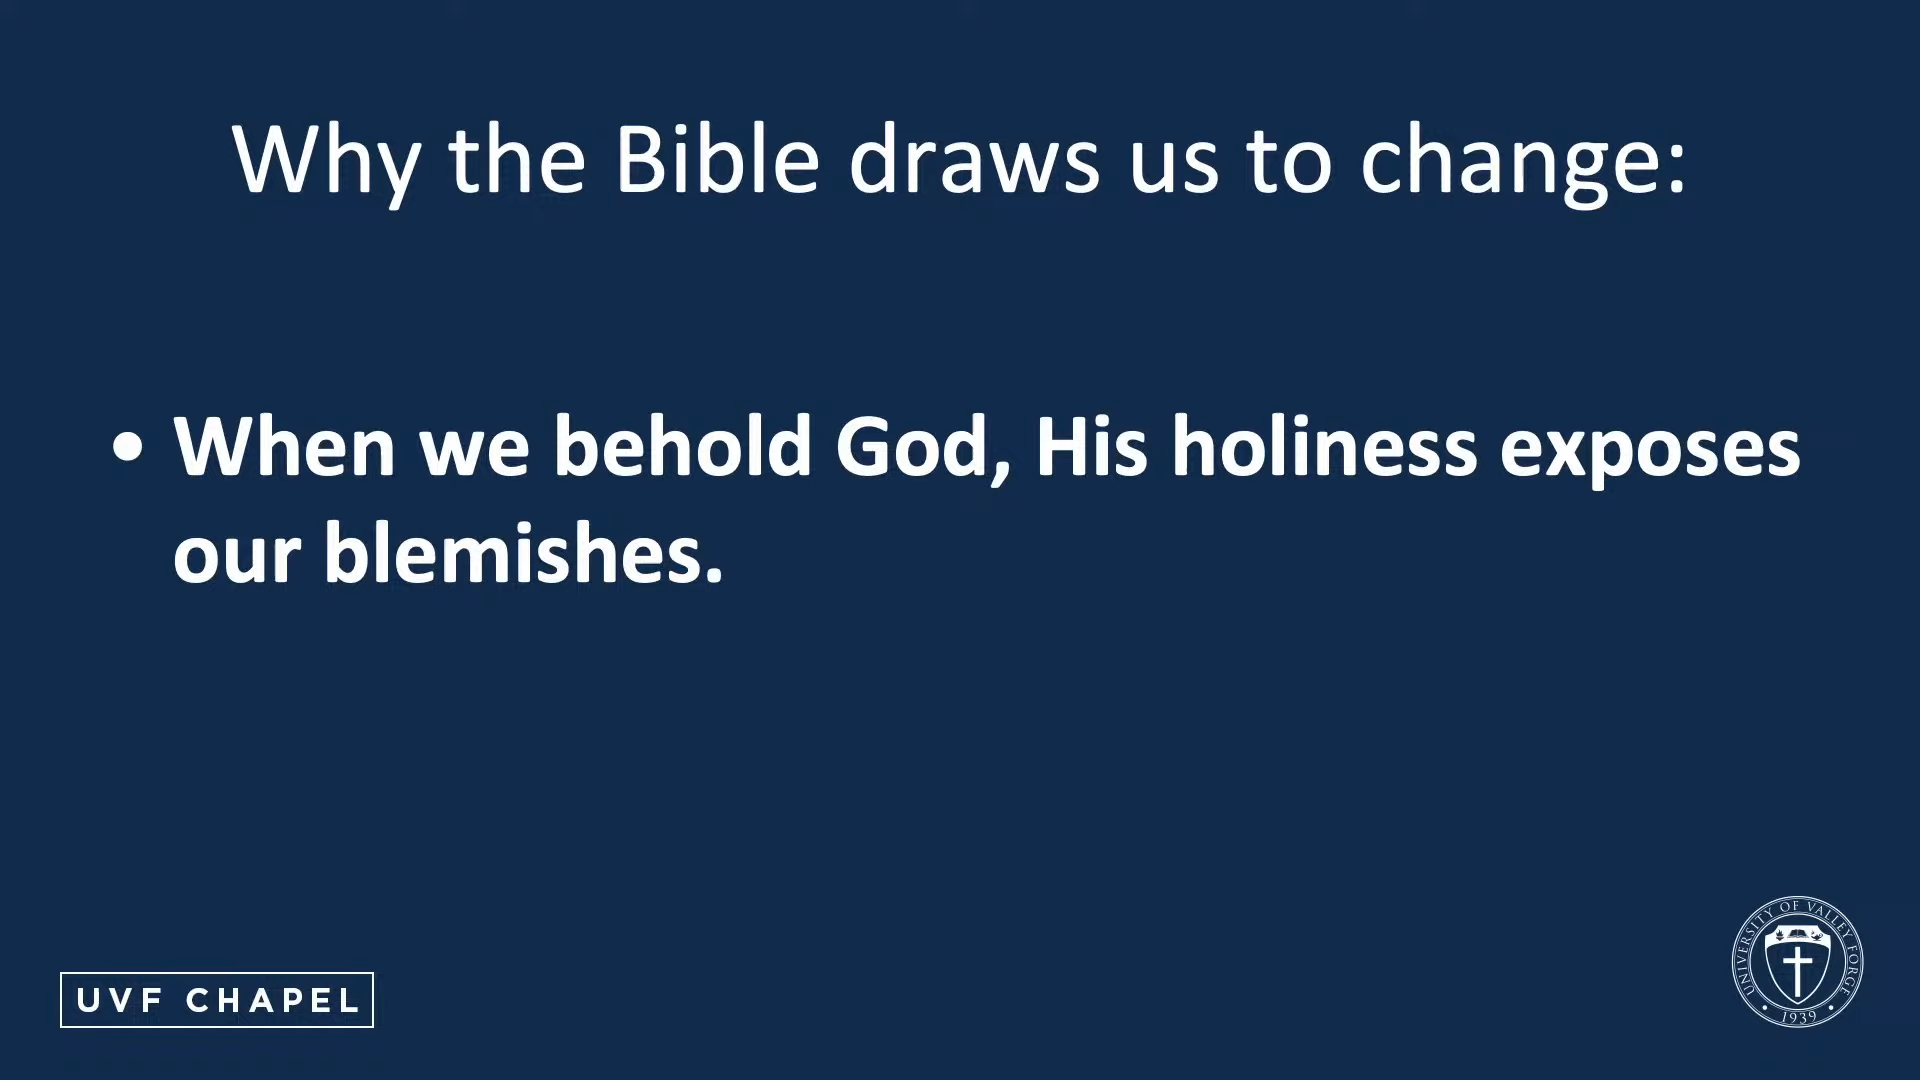 Why the Bible draws us to change:
• When we behold God, His holiness exposes
our blemishes.
UVF CHAPEL
UNIVERSITY OF VALLEY FORGE
• 1939 •